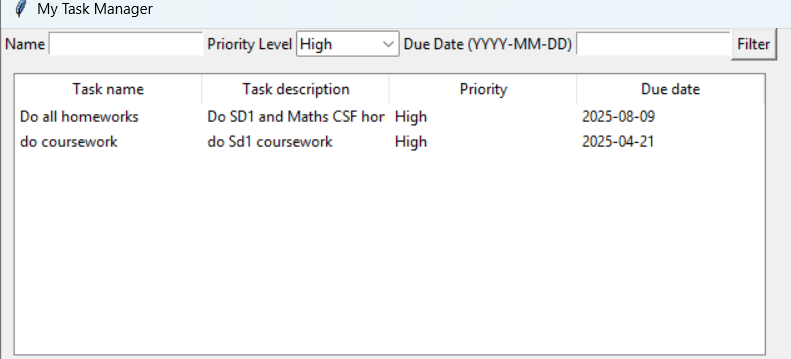 My Task Manager
Name Priority Level High Due Date (YYYY-MM-DD) Filter
Task name Task description Priority Due date
Do all homeworks Do SD1 and Maths CSF hor High 2025-08-09
do coursework do Sd1 coursework High 2025-04-21